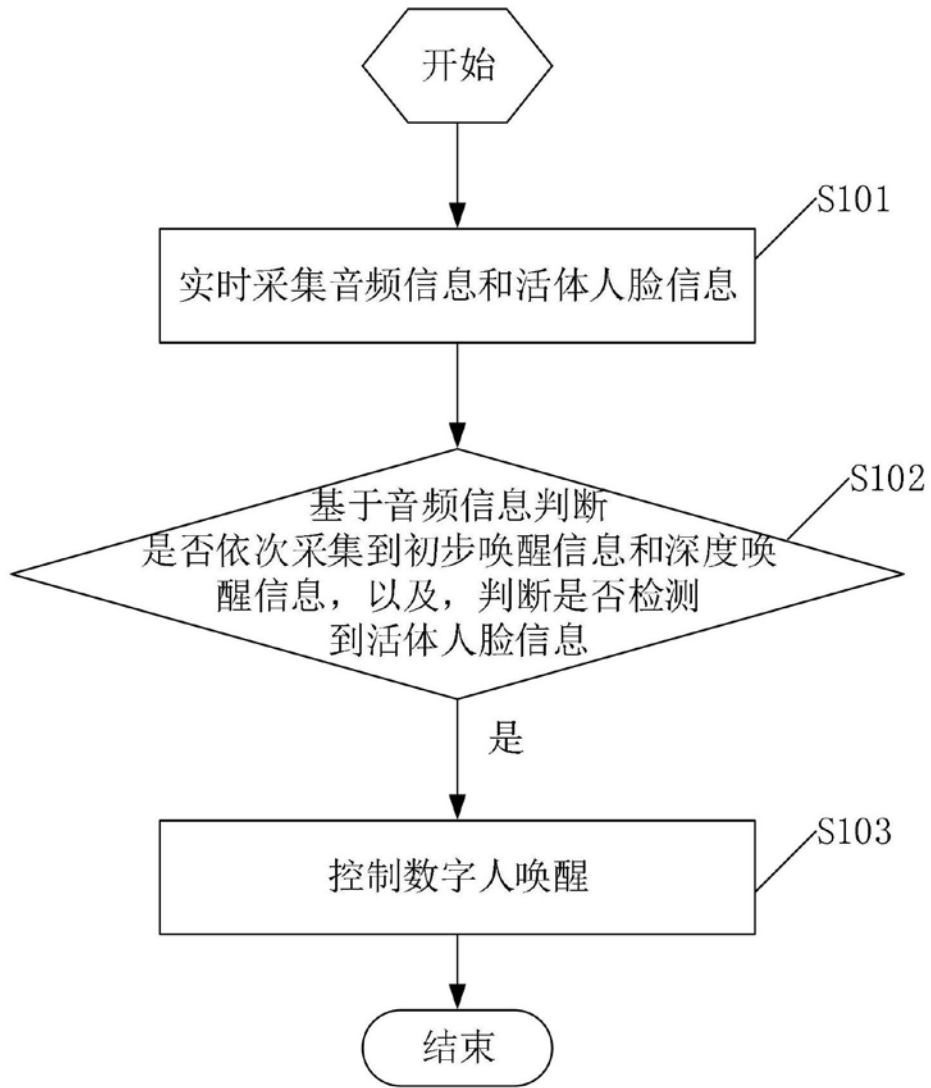 开始
S101
实时采集音频信息和活体人脸信息
S102
基于音频信息判断
是否依次采集到初步唤醒信息和深度唤
醒信息，以及，判断是否检测
到活体人脸信息
是
S103
控制数字人唤醒
结束